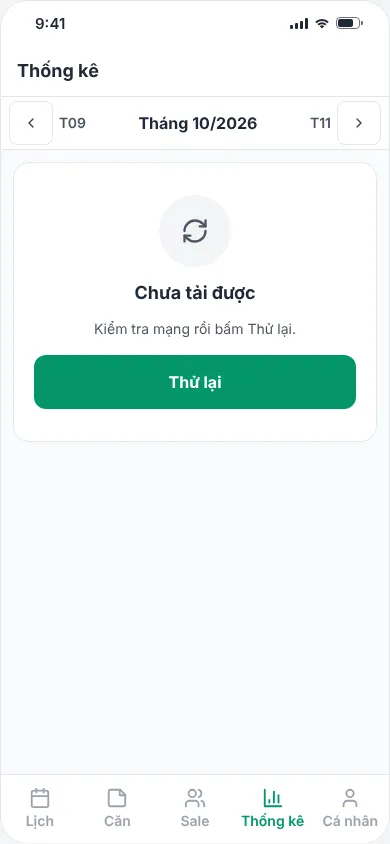 9:41
Thống kê
T09 Tháng 10/2026 T11
Chưa tải được
Kiểm tra mạng rồi bấm Thử lại.
Thử lại
Lịch Căn Sale Thống kê Cá nhân